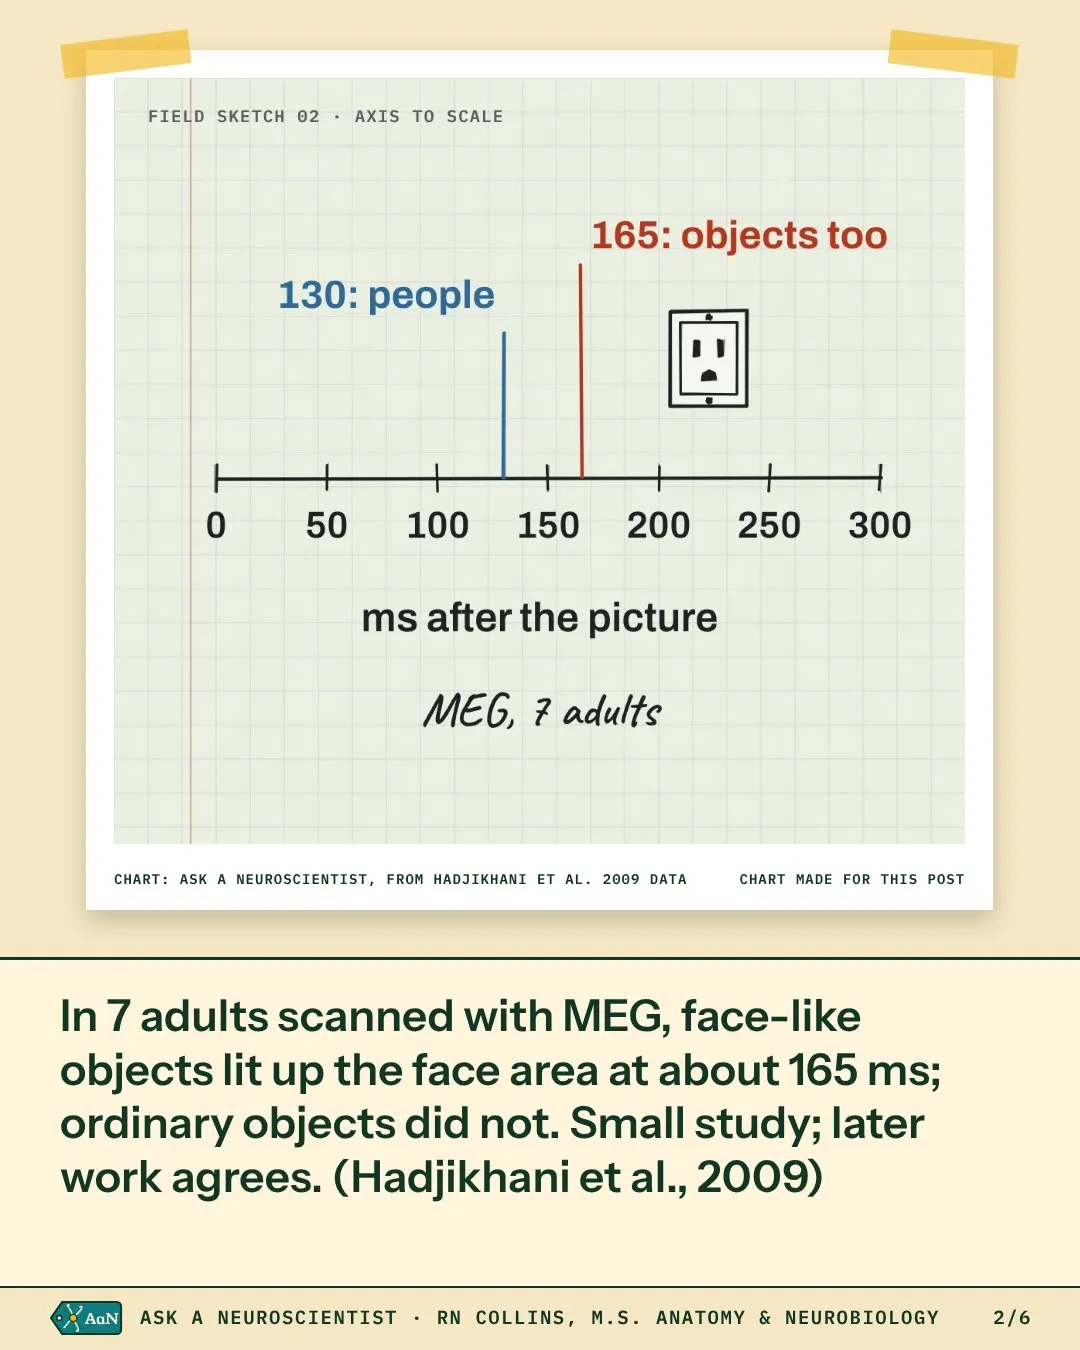 FIELD SKETCH 02 · AXIS TO SCALE
165: objects too
130: people
0 50 100 150 200 250 300
ms after the picture
MEG, 7 adults
CHART: ASK A NEUROSCIENTIST, FROM HADJIKHANI ET AL. 2009 DATA
CHART MADE FOR THIS POST
In 7 adults scanned with MEG, face-like
objects lit up the face area at about 165 ms;
ordinary objects did not. Small study; later
work agrees. (Hadjikhani et al., 2009)
AaN
ASK A NEUROSCIENTIST · RN COLLINS, M.S. ANATOMY & NEUROBIOLOGY
2/6